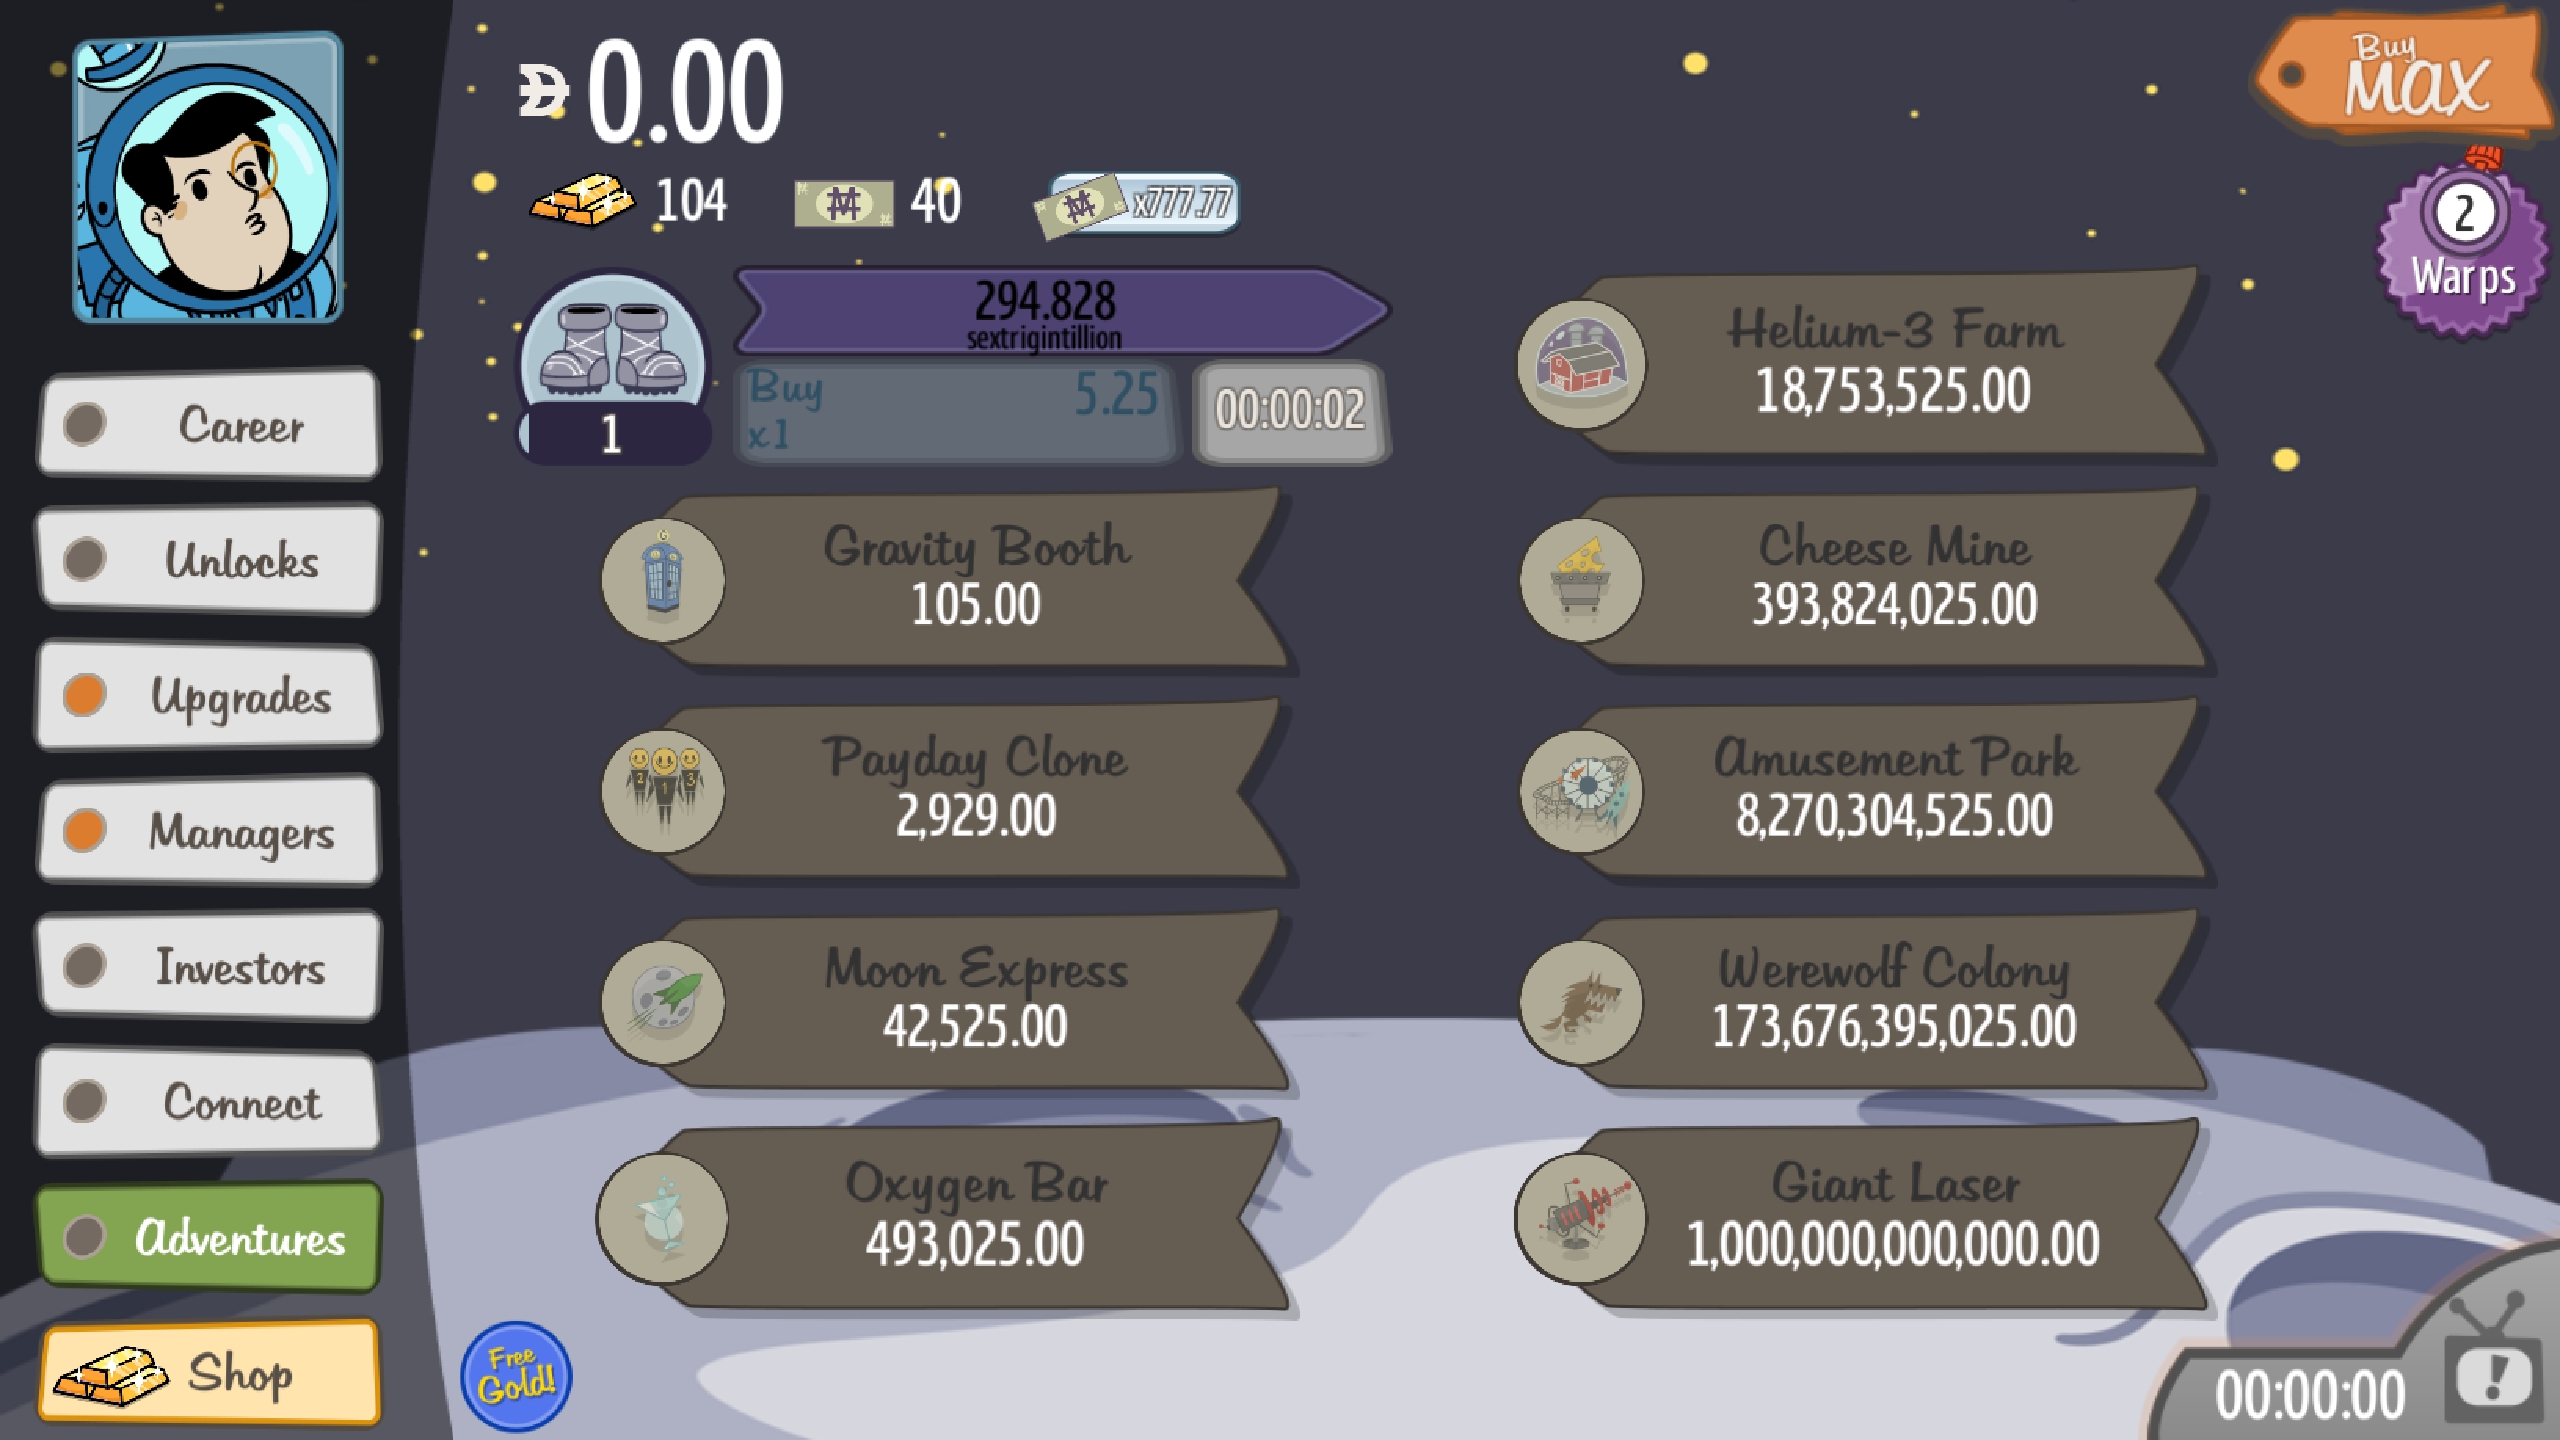 0.00
104
40
x777.77
Buy
MAX
2
Warps
294.828
sextrigintillion
1
Buy
x1
5.25
00:00:02
Helium-3 Farm
18,753,525.00
Gravity Booth
105.00
Cheese Mine
393,824,025.00
Payday Clone
2,929.00
Amusement Park
8,270,304,525.00
Moon Express
42,525.00
Werewolf Colony
173,676,395,025.00
Oxygen Bar
493,025.00
Giant Laser
1,000,000,000,000.00
Career
Unlocks
Upgrades
Managers
Investors
Connect
Adventures
Shop
Free
Gold!
00:00:00
!
G
2
1
3